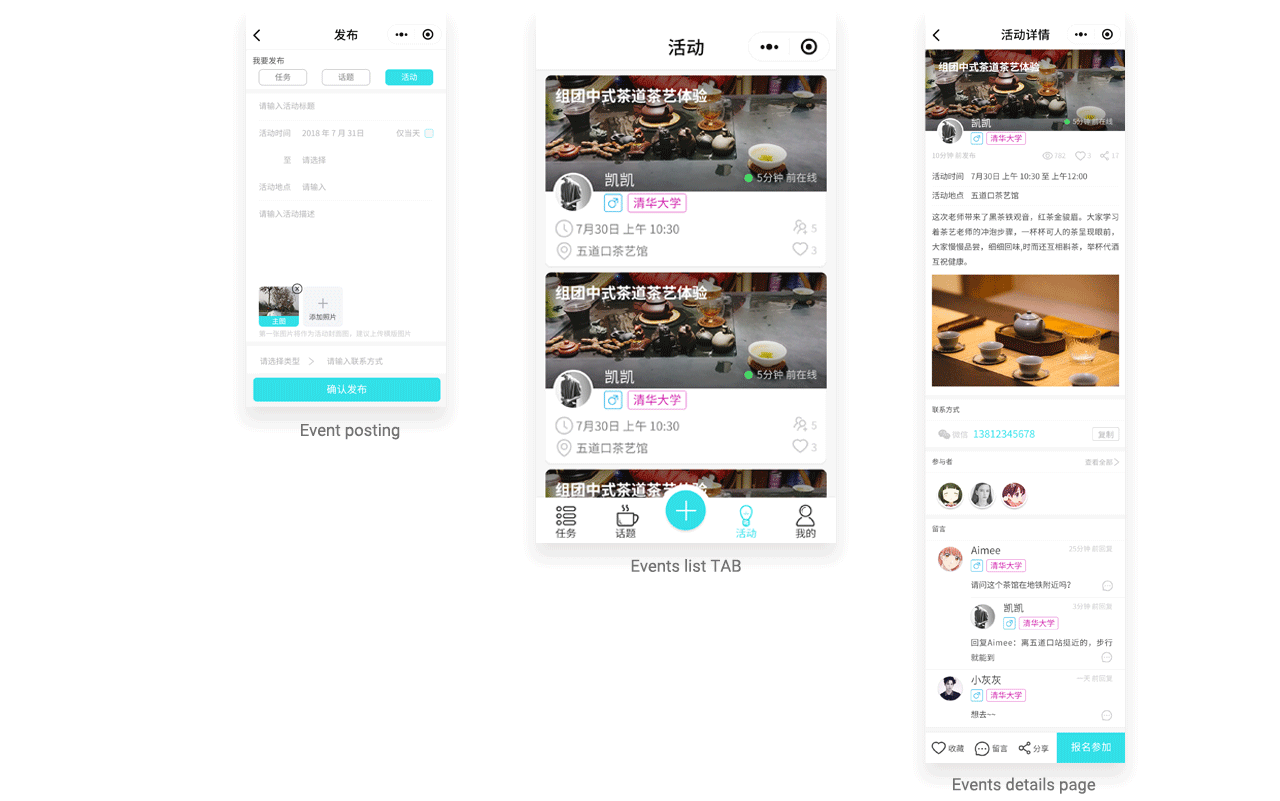 发布
我要发布
任务 话题 活动
请输入活动标题
活动时间 2018 年 7 月 31日 仅当天
至 请选择
活动地点 请输入
请输入活动描述
主图
添加照片
第一张图片将作为活动封面图，建议上传横版图片
请选择类型 请输入联系方式
确认发布
Event posting
活动
组团中式茶道茶艺体验
凯凯
5分钟 前在线
清华大学
7月30日 上午 10:30
5
五道口茶艺馆
3
组团中式茶道茶艺体验
凯凯
5分钟 前在线
清华大学
7月30日 上午 10:30
5
五道口茶艺馆
3
组团中式茶道茶艺体验
任务 话题 活动 我的
Events list TAB
活动详情
组团中式茶道茶艺体验
凯凯
5分钟 前在线
清华大学
10分钟 前发布 782 3 17
活动时间 7月30日 上午 10:30 至 上午12:00
活动地点 五道口茶艺馆
这次老师带来了黑茶铁观音，红茶金骏眉。大家学习
着茶艺老师的冲泡步骤，一杯杯可人的茶呈现眼前，
大家慢慢品尝，细细回味,时而还互相斟茶，举杯代酒
互祝健康。
联系方式
微信 13812345678 复制
参与者 查看全部
留言
Aimee 25分钟 前回复
清华大学
请问这个茶馆在地铁附近吗?
凯凯 3分钟 前回复
清华大学
回复Aimee：离五道口站挺近的，步行
就能到
小灰灰 一天 前回复
清华大学
想去~~
收藏 留言 分享 报名参加
Events details page